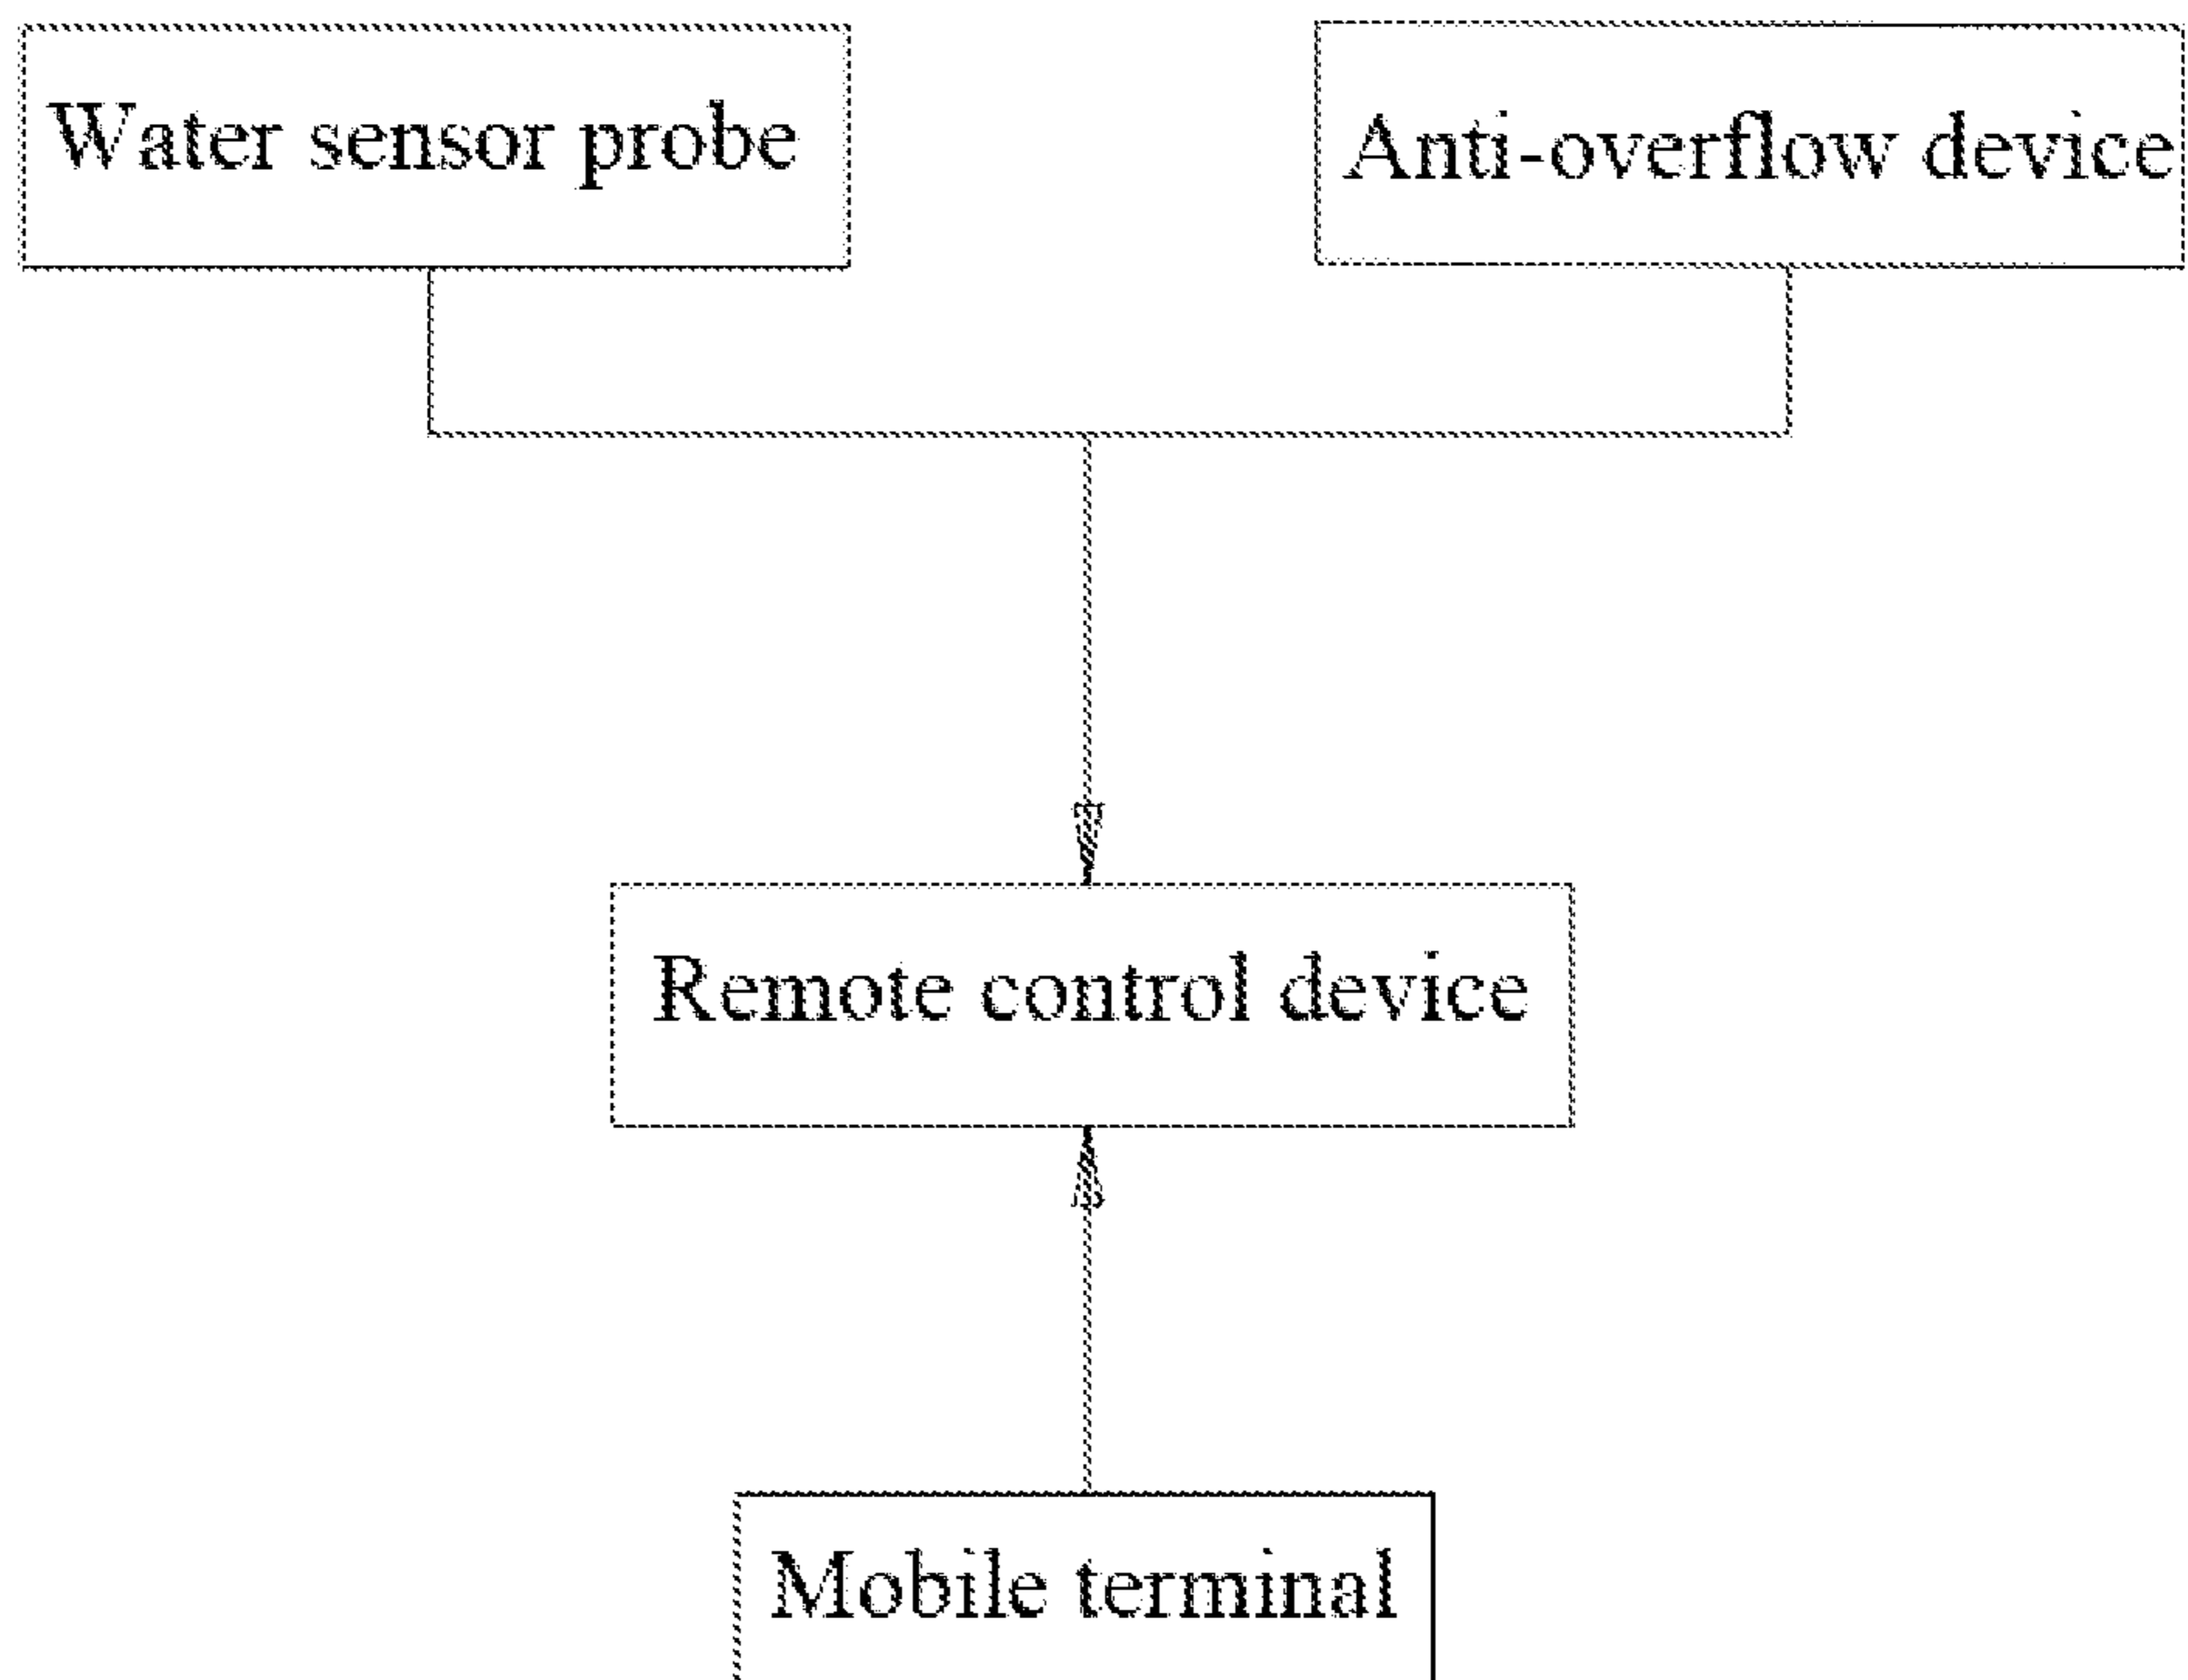 Water sensor probe
Anti-overflow device
Remote control device
Mobile terminal